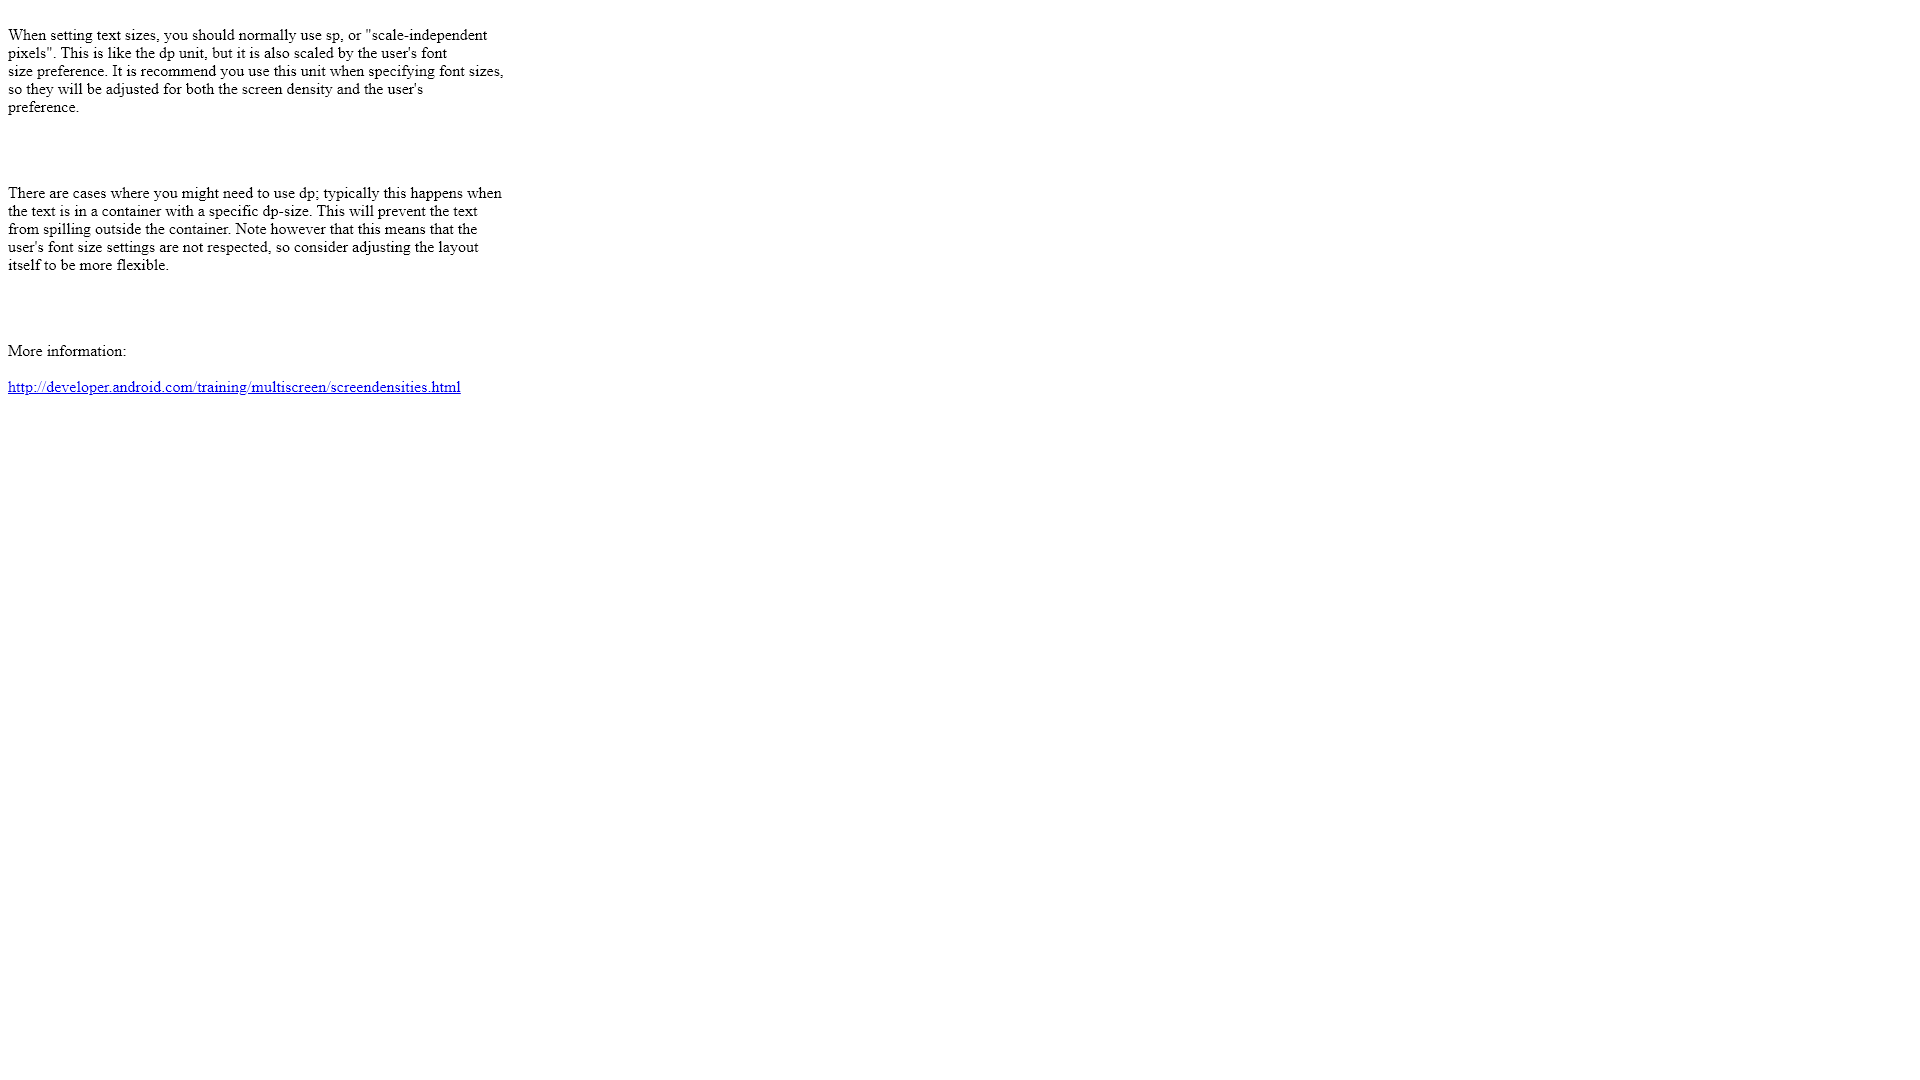 When setting text sizes, you should normally use sp, or "scale-independent
pixels". This is like the dp unit, but it is also scaled by the user's font
size preference. It is recommend you use this unit when specifying font sizes,
so they will be adjusted for both the screen density and the user's
preference.
There are cases where you might need to use dp; typically this happens when
the text is in a container with a specific dp-size. This will prevent the text
from spilling outside the container. Note however that this means that the
user's font size settings are not respected, so consider adjusting the layout
itself to be more flexible.
More information:
http://developer.android.com/training/multiscreen/screendensities.html